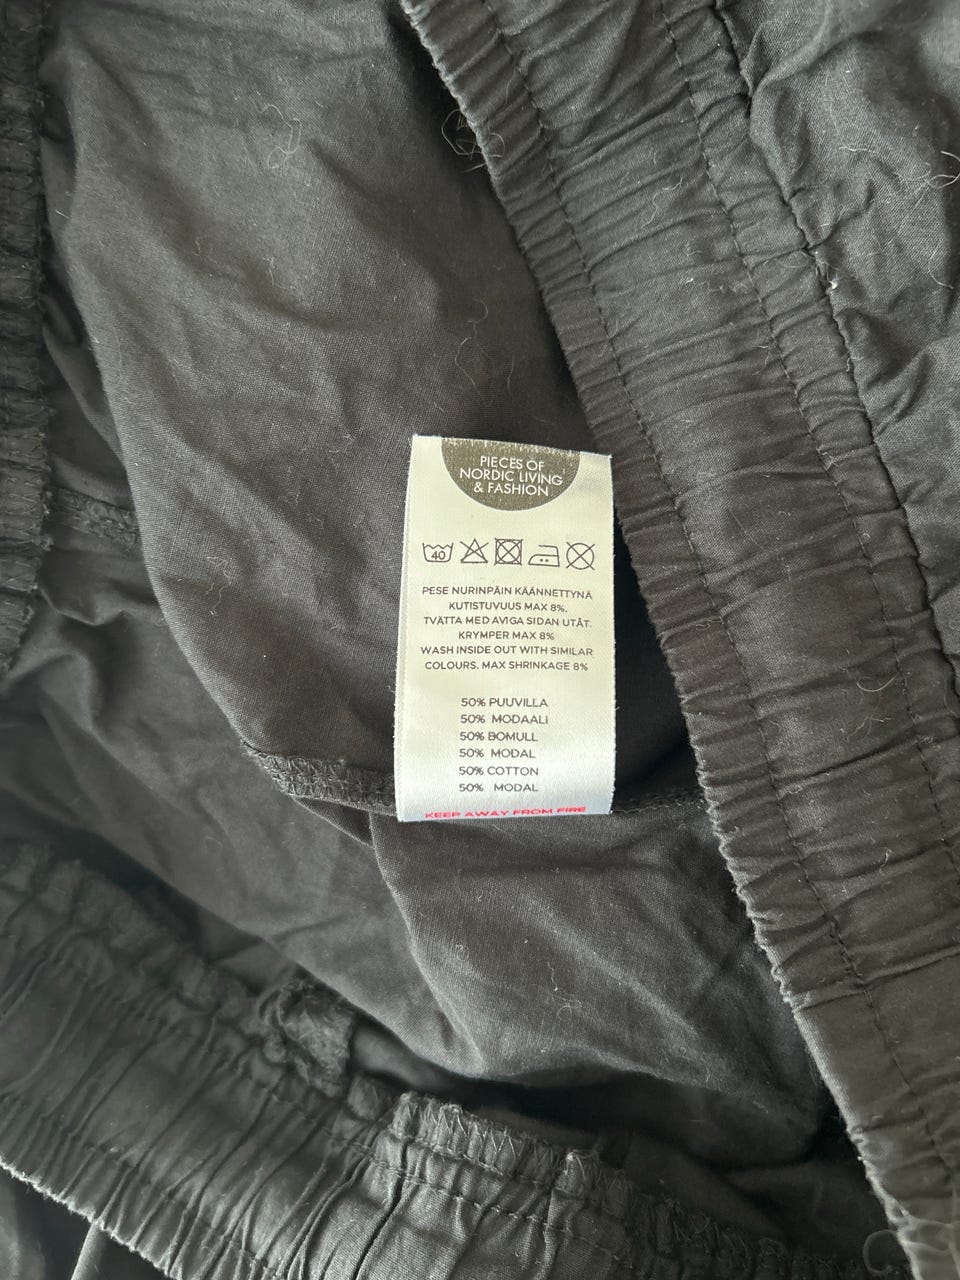 PIECES OF
NORDIC LIVING
& FASHION
40
PESE NURINPÄIN KÄÄNNETTYNÄ
KUTISTUVUUS MAX 8%.
TVÄTTA MED AVIGA SIDAN UTÅT.
KRYMPER MAX 8%
WASH INSIDE OUT WITH SIMILAR
COLOURS. MAX SHRINKAGE 8%
50% PUUVILLA
50% MODAALI
50% BOMULL
50% MODAL
50% COTTON
50% MODAL
KEEP AWAY FROM FIRE